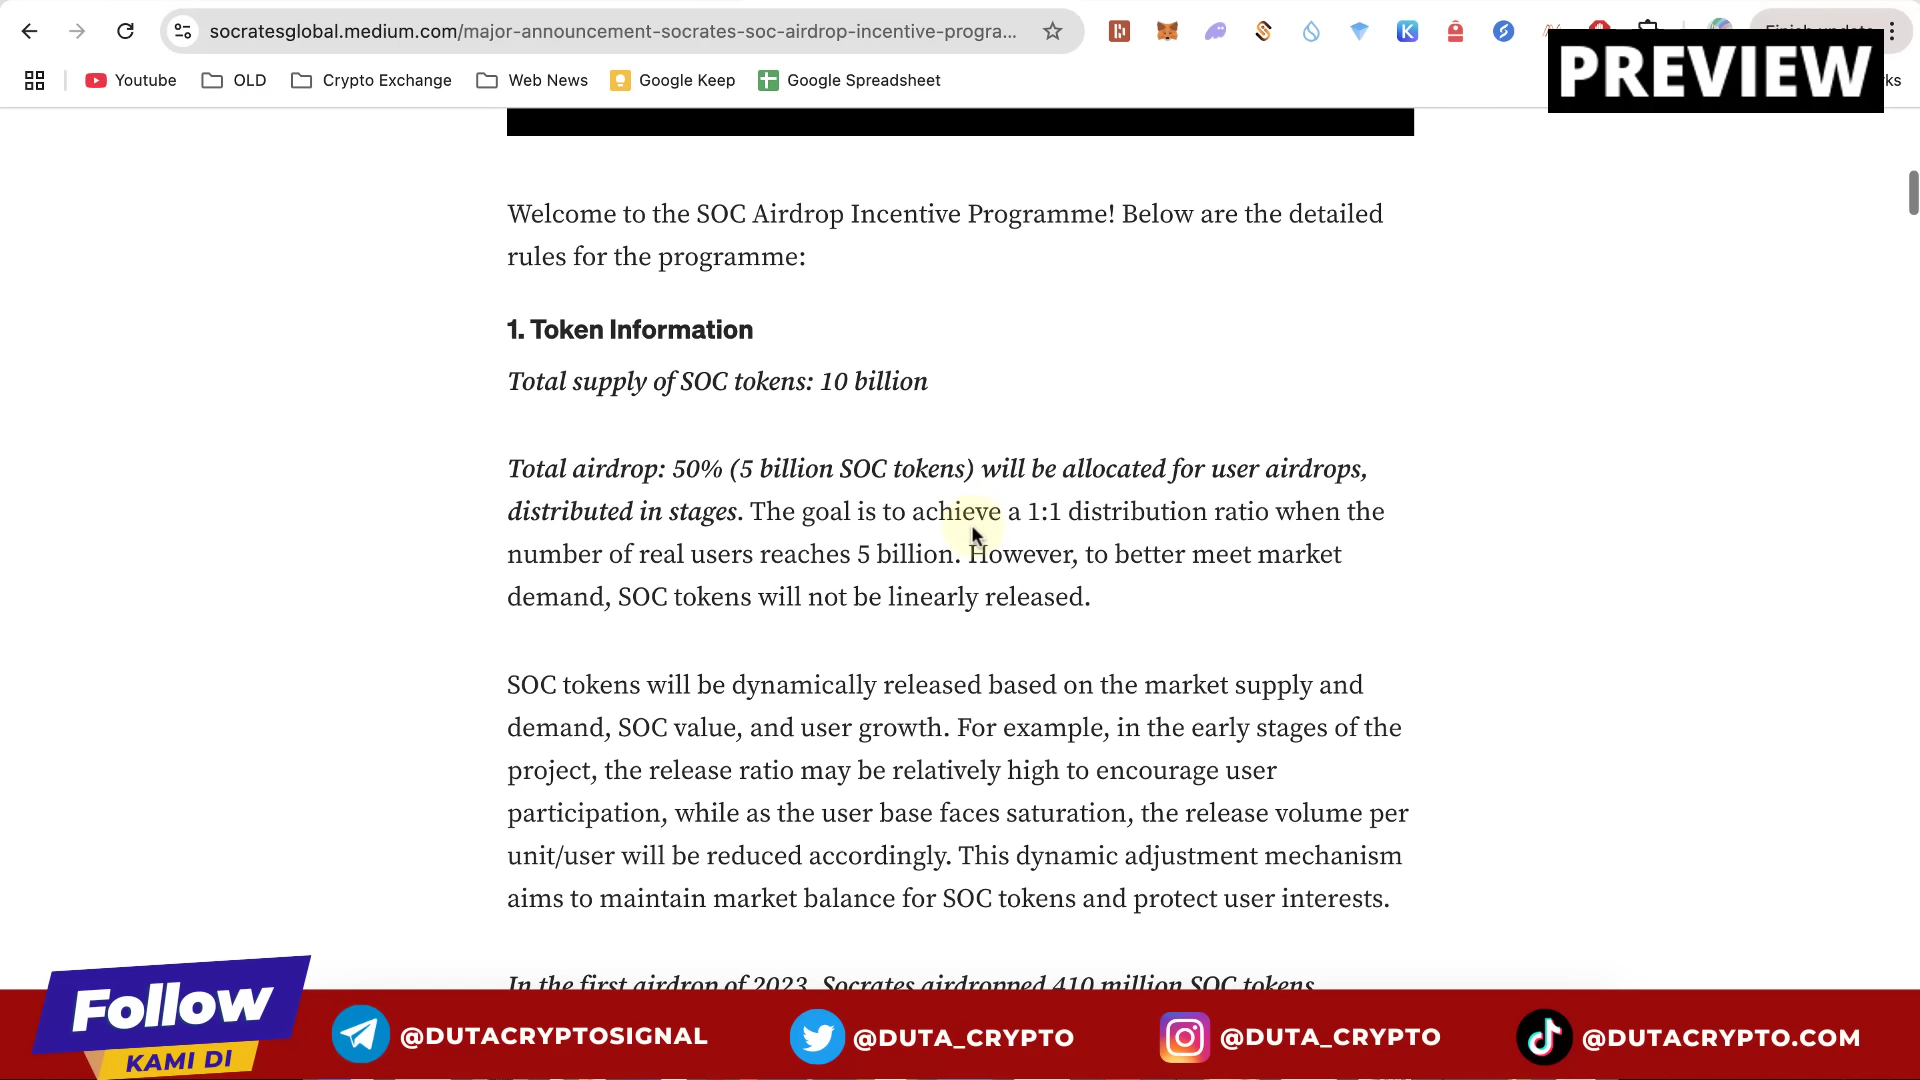 socratesglobal.medium.com/major-announcement-socrates-soc-airdrop-incentive-progra...
PREVIEW
Youtube
OLD
Crypto Exchange
Web News
Google Keep
Google Spreadsheet
Welcome to the SOC Airdrop Incentive Programme! Below are the detailed
rules for the programme:
1. Token Information
Total supply of SOC tokens: 10 billion
Total airdrop: 50% (5 billion SOC tokens) will be allocated for user airdrops,
distributed in stages. The goal is to achieve a 1:1 distribution ratio when the
number of real users reaches 5 billion. However, to better meet market
demand, SOC tokens will not be linearly released.
SOC tokens will be dynamically released based on the market supply and
demand, SOC value, and user growth. For example, in the early stages of the
project, the release ratio may be relatively high to encourage user
participation, while as the user base faces saturation, the release volume per
unit/user will be reduced accordingly. This dynamic adjustment mechanism
aims to maintain market balance for SOC tokens and protect user interests.
In the first airdrop of 2023, Socrates airdropped 410 million SOC tokens
Follow
KAMI DI
@DUTACRYPTOSIGNAL
@DUTA_CRYPTO
@DUTA_CRYPTO
@DUTACRYPTO.COM